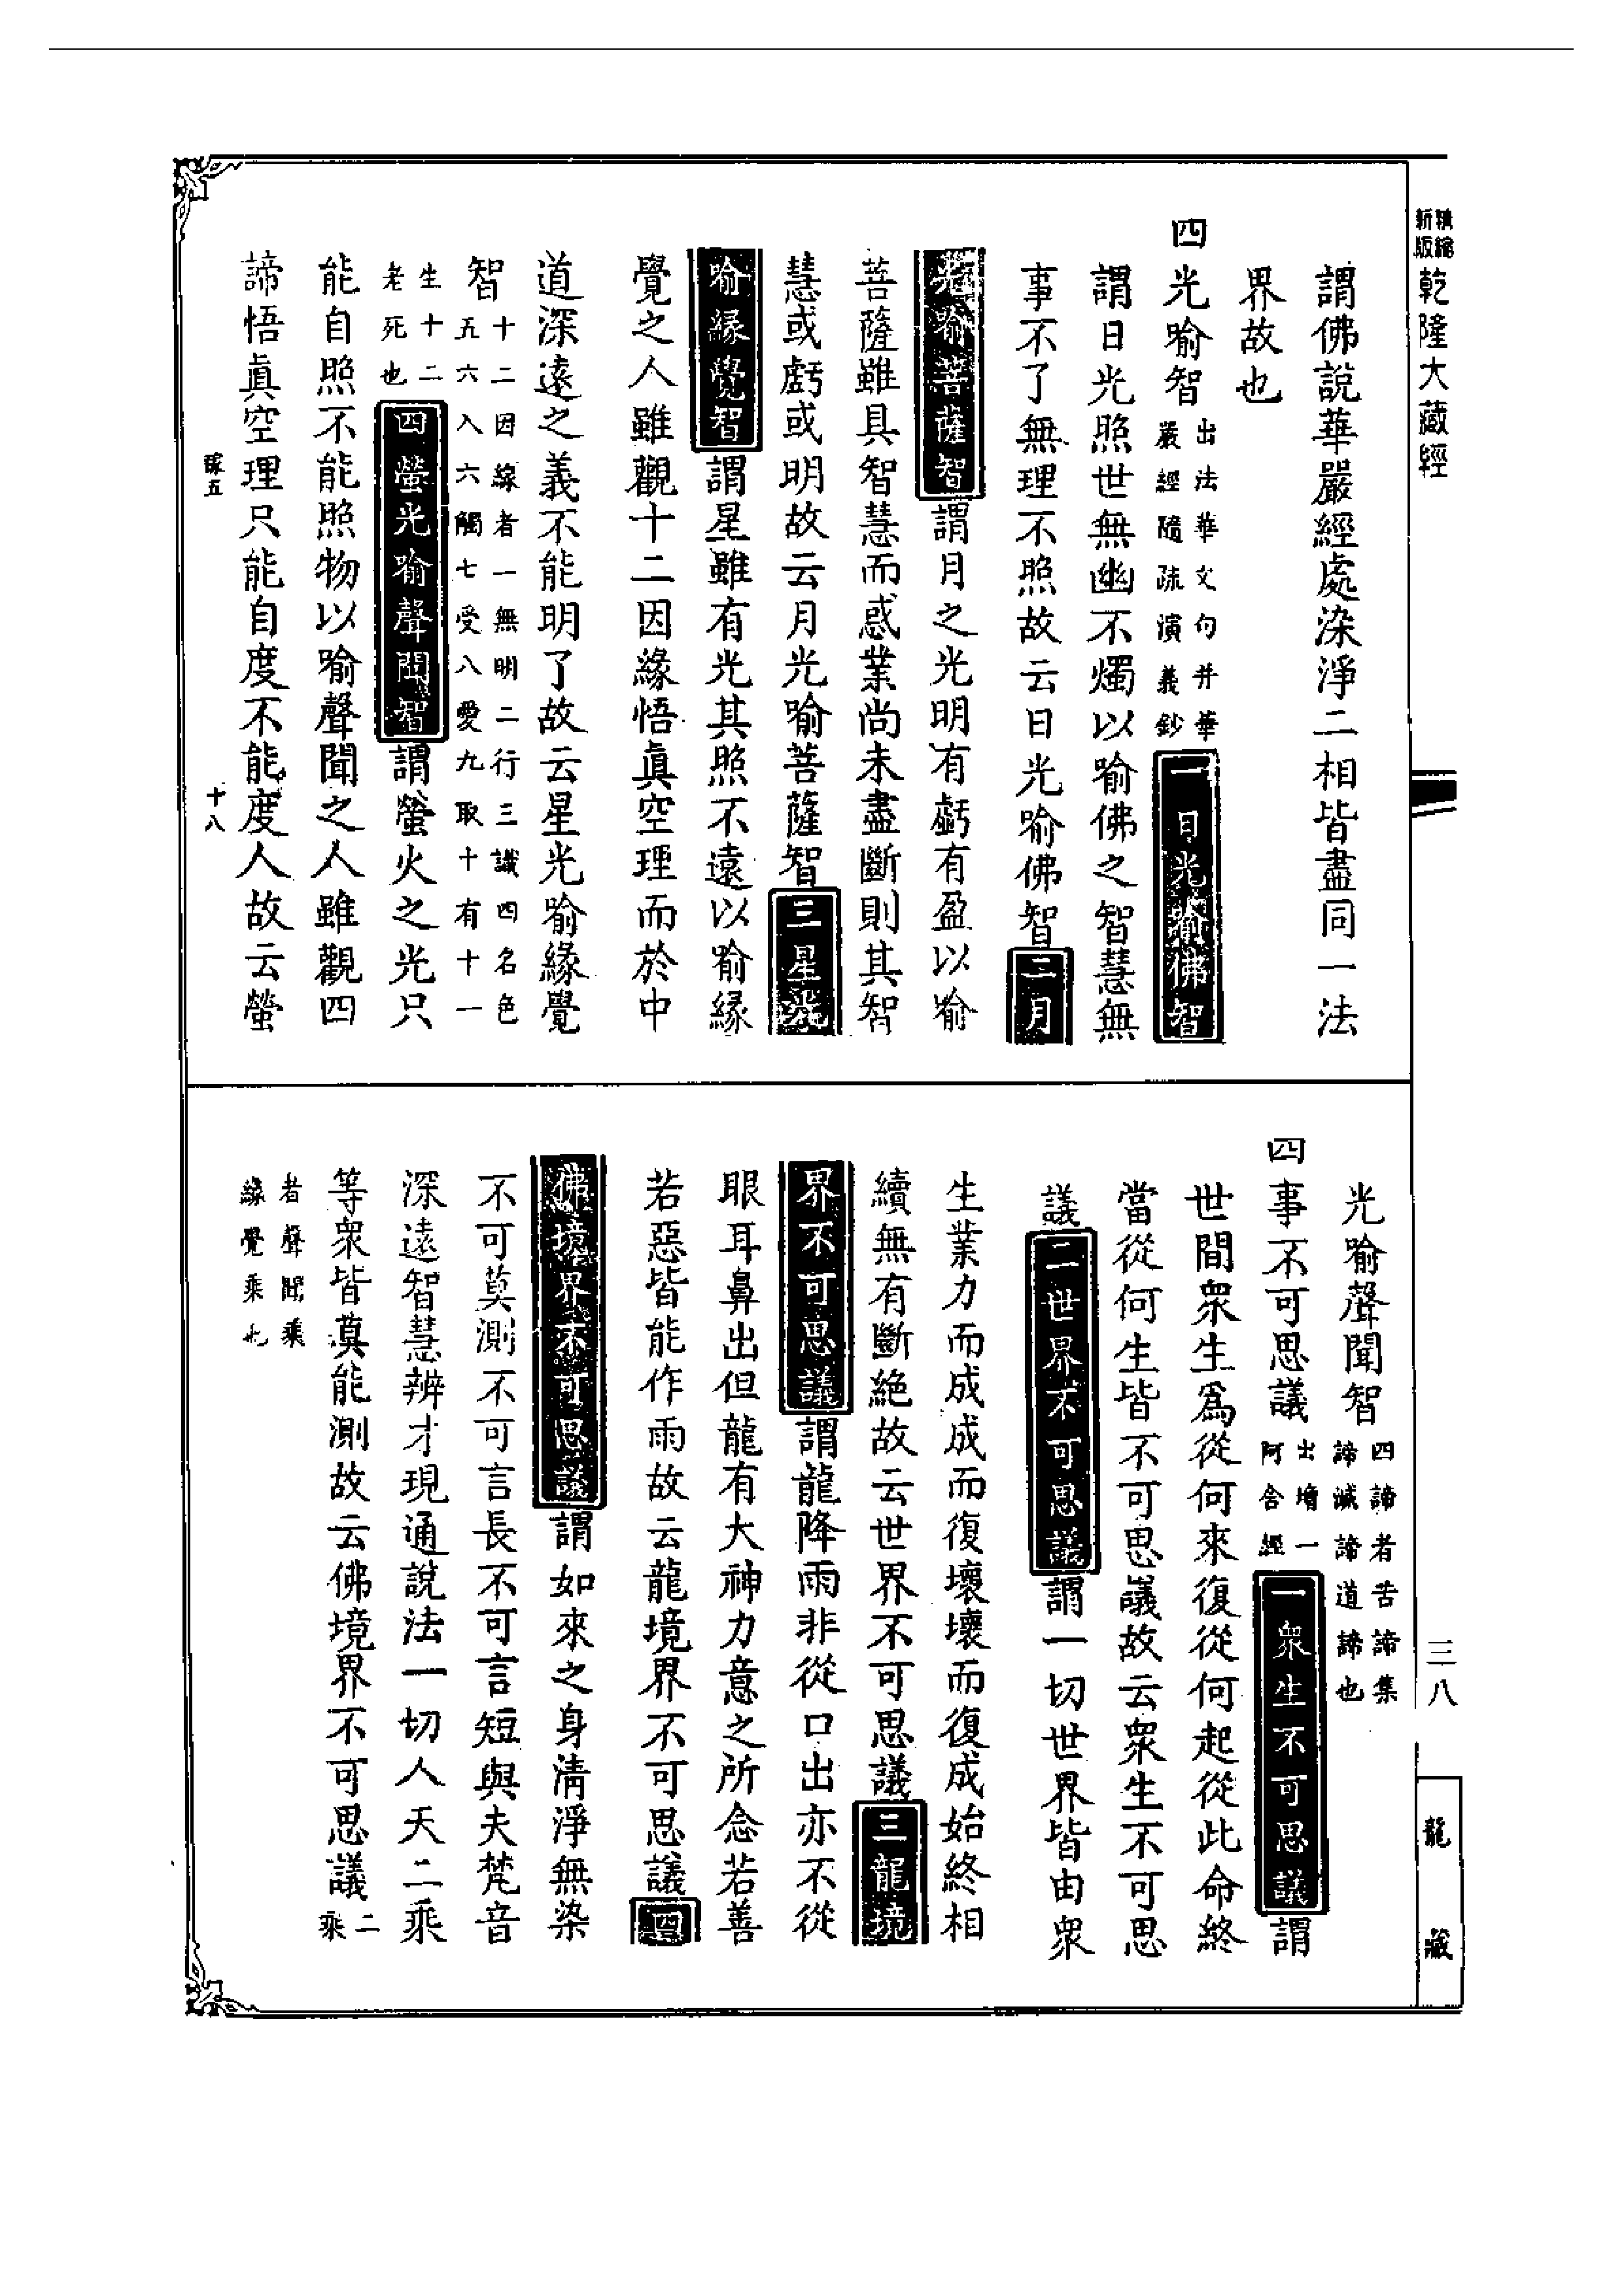 精縮
新版
乾隆大藏經
謂佛說華嚴經處染淨二相皆盡同一法
界故也
四光喻智出法華文句并華
嚴經隨疏演義鈔一日光喻佛智
謂日光照世無幽不燭以喻佛之智慧無
事不了無理不照故云日光喻佛智二月
光喻菩薩智謂月之光明有虧有盈以喻
菩薩雖具智慧而惑業尚未盡斷則其智
慧或虧或明故云月光喻菩薩智三星光
喻緣覺智謂星雖有光其照不遠以喻緣
覺之人雖觀十二因緣悟眞空理而於中
道深遠之義不能明了故云星光喻緣覺
智十二因緣者一無明二行三識四名色
五六入六觸七受八愛九取十有十一
生十二
老死也四螢光喻聲聞智謂螢火之光只
能自照不能照物以喻聲聞之人雖觀四
諦悟眞空理只能自度不能度人故云螢
十八
光喻聲聞智四諦者苦諦集
諦滅諦道諦也
四事不可思議出增一
阿含經一衆生不可思議謂
世間衆生爲從何來復從何起從此命終
當從何生皆不可思議故云衆生不可思
議二世界不可思議謂一切世界皆由衆
生業力而成成而復壞壞而復成始終相
續無有斷絕故云世界不可思議三龍境
界不可思議謂龍降雨非從口出亦不從
眼耳鼻出但龍有大神力意之所念若善
若惡皆能作雨故云龍境界不可思議四
佛境界不可思議謂如來之身淸淨無染
不可莫測不可言長不可言短與夫梵音
深遠智慧辨才現通說法一切人天二乘
等衆皆莫能測故云佛境界不可思議二
乘
者聲聞乘
緣覺乘也
三八
龍藏